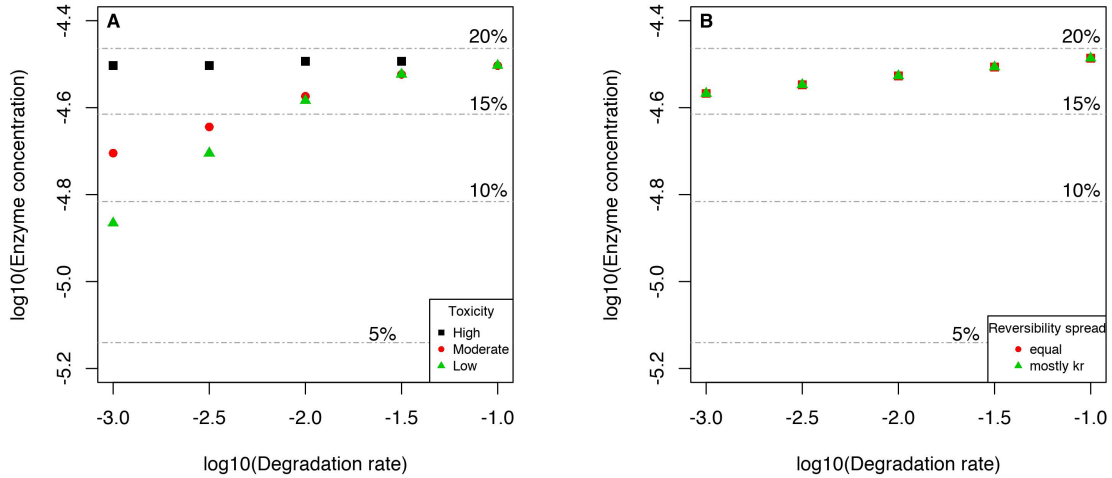 A
-4.4
-4.6
-4.8
-5.0
-5.2
log10(Enzyme concentration)
20%
15%
10%
5%
Toxicity
High
Moderate
Low
-3.0 -2.5 -2.0 -1.5 -1.0
log10(Degradation rate)
B
-4.4
-4.6
-4.8
-5.0
-5.2
log10(Enzyme concentration)
20%
15%
10%
5%
Reversibility spread
equal
mostly kr
-3.0 -2.5 -2.0 -1.5 -1.0
log10(Degradation rate)